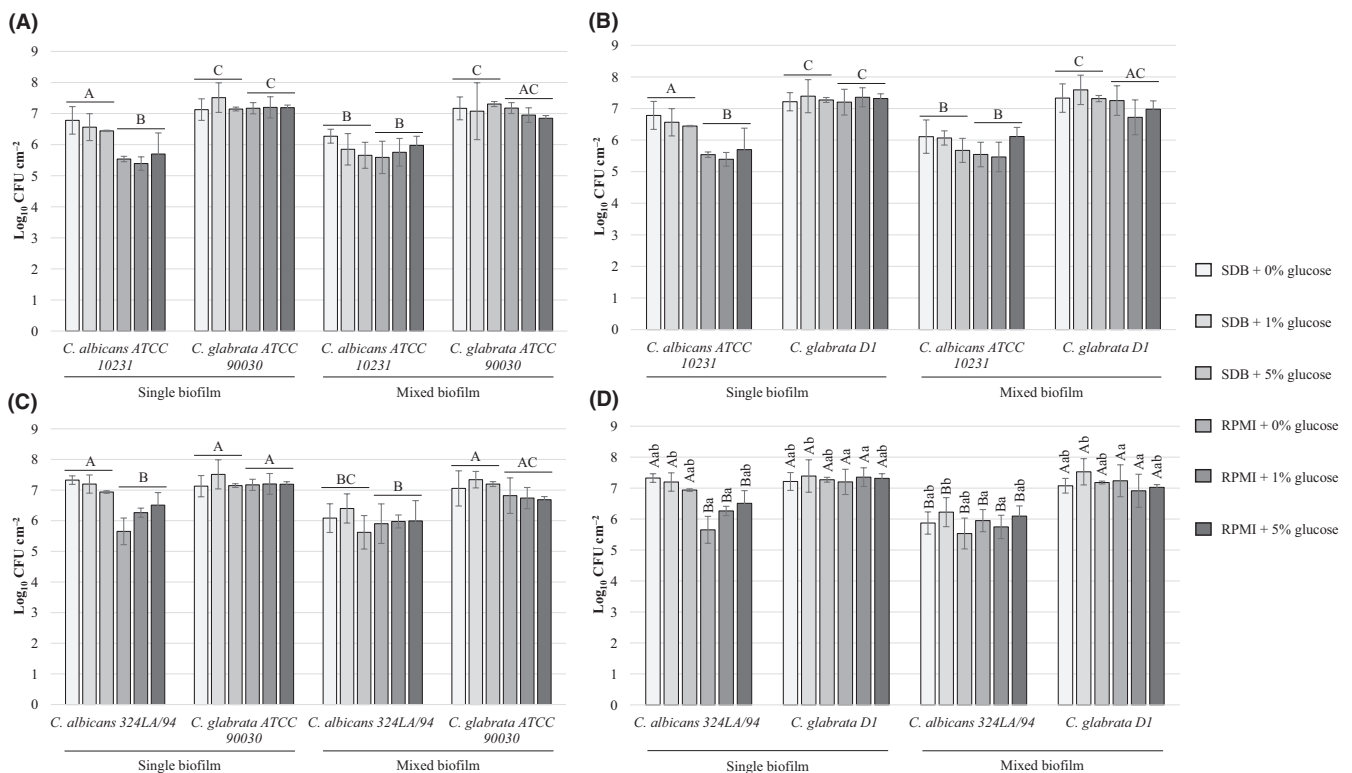 (A)
9
8
7
6
5
4
3
2
1
0
Log10 CFU cm−2
A
B
C
C
B
B
C
AC
C. albicans ATCC
10231
C. glabrata ATCC
90030
C. albicans ATCC
10231
C. glabrata ATCC
90030
Single biofilm
Mixed biofilm
(B)
9
8
7
6
5
4
3
2
1
0
Log10 CFU cm−2
A
B
C
C
B
B
C
AC
C. albicans ATCC
10231
C. glabrata D1
C. albicans ATCC
10231
C. glabrata D1
Single biofilm
Mixed biofilm
SDB + 0% glucose
SDB + 1% glucose
SDB + 5% glucose
RPMI + 0% glucose
RPMI + 1% glucose
RPMI + 5% glucose
(C)
9
8
7
6
5
4
3
2
1
0
Log10 CFU cm−2
A
B
A
A
BC
B
A
AC
C. albicans 324LA/94
C. glabrata ATCC
90030
C. albicans 324LA/94
C. glabrata ATCC
90030
Single biofilm
Mixed biofilm
(D)
9
8
7
6
5
4
3
2
1
0
Log10 CFU cm−2
Aab
Ab
Aab
Ba
Ba
Bab
Aab
Ab
Aab
Aa
Aa
Aab
Bab
Bb
Bab
Ba
Ba
Bab
Aab
Ab
Aab
Aa
Aa
Aab
C. albicans 324LA/94
C. glabrata D1
C. albicans 324LA/94
C. glabrata D1
Single biofilm
Mixed biofilm